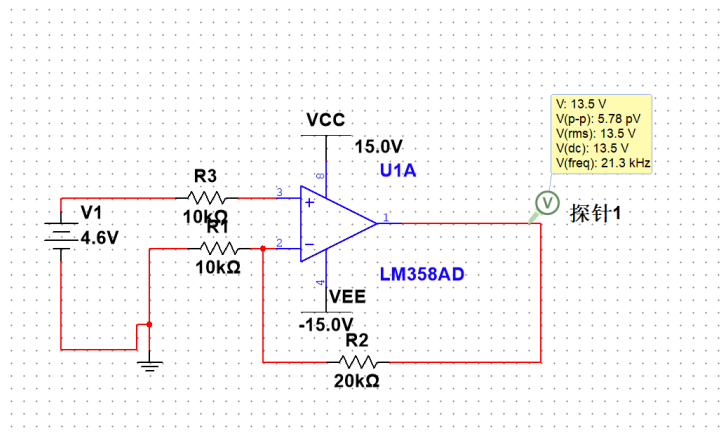 V: 13.5 V
V(p-p): 5.78 pV
V(rms): 13.5 V
V(dc): 13.5 V
V(freq): 21.3 kHz
VCC
15.0V
U1A
R3
8
3
V
探针1
10kΩ
V1
4.6V
R1
1
2
10kΩ
4
LM358AD
VEE
-15.0V
R2
20kΩ